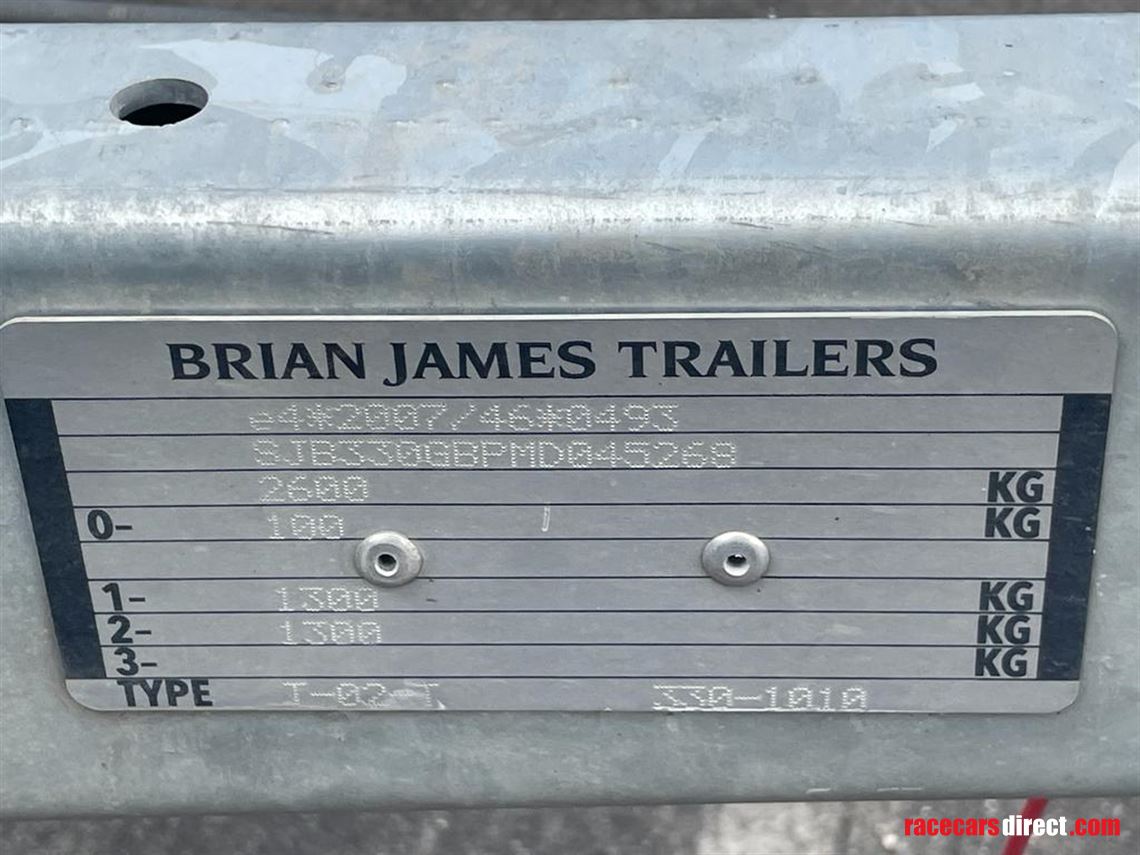 BRIAN JAMES TRAILERS
e4*2007/46*0493
SJB330GBPMD045269
2600 KG
0- 100 KG
1- 1300 KG
2- 1300 KG
3- KG
TYPE T-02-T 330-1010
racecarsdirect.com